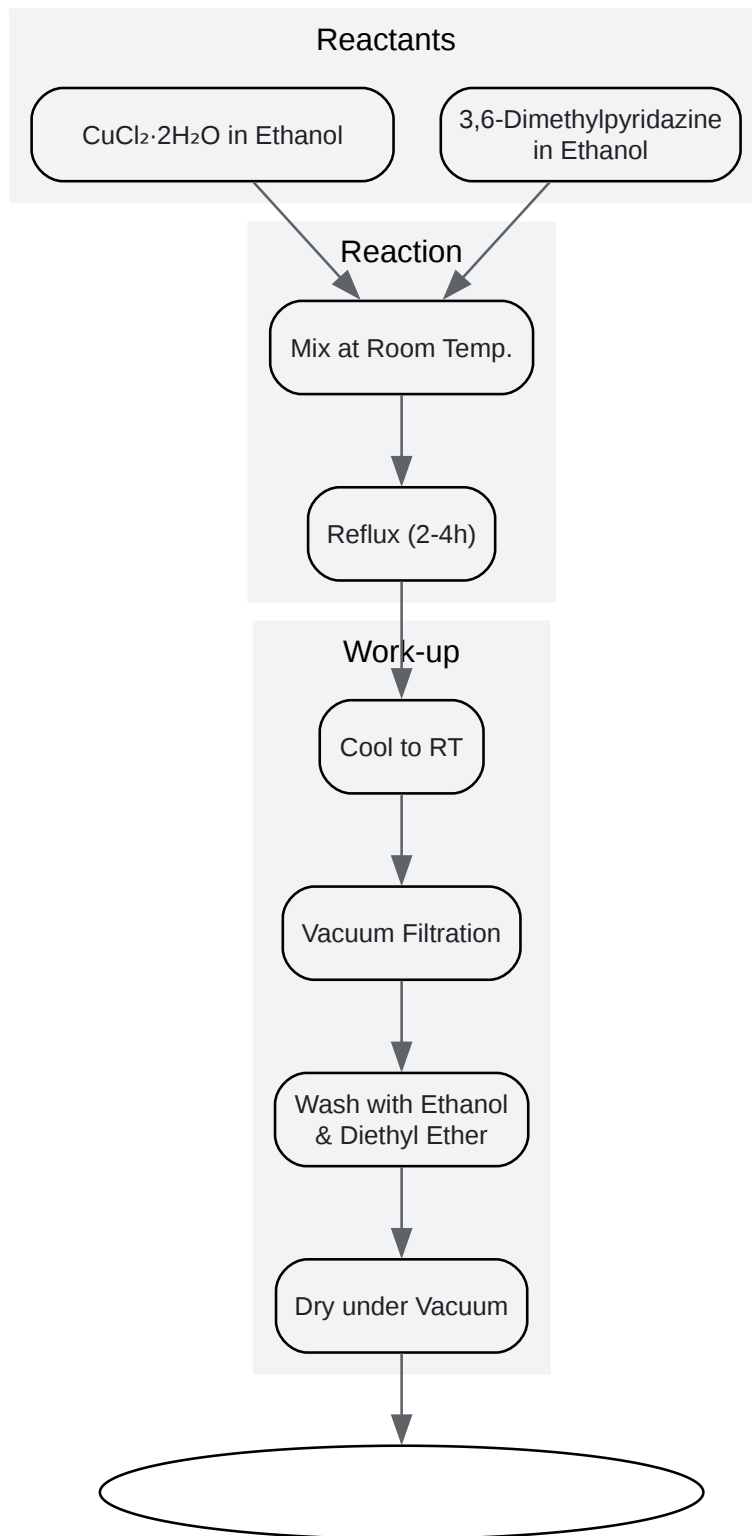 Reactants
CuCl₂·2H₂O in Ethanol
3,6-Dimethylpyridazine
in Ethanol
Reaction
Mix at Room Temp.
Reflux (2-4h)
Work-up
Cool to RT
Vacuum Filtration
Wash with Ethanol
& Diethyl Ether
Dry under Vacuum